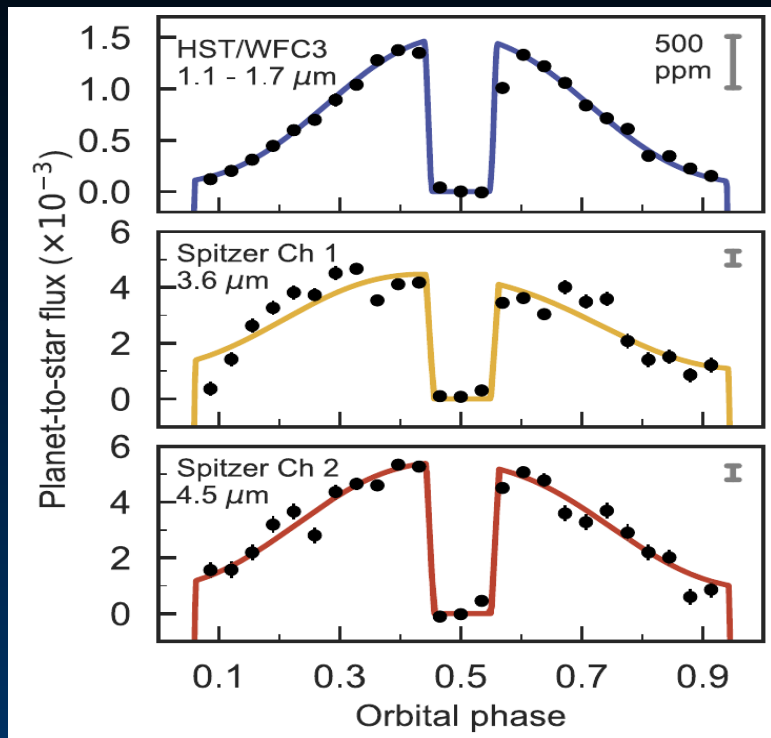 Planet-to-star flux (×10⁻³)
1.5
1.0
0.5
0.0
HST/WFC3
1.1 - 1.7 μm
500
ppm
6
4
2
0
Spitzer Ch 1
3.6 μm
6
4
2
0
Spitzer Ch 2
4.5 μm
0.1 0.3 0.5 0.7 0.9
Orbital phase